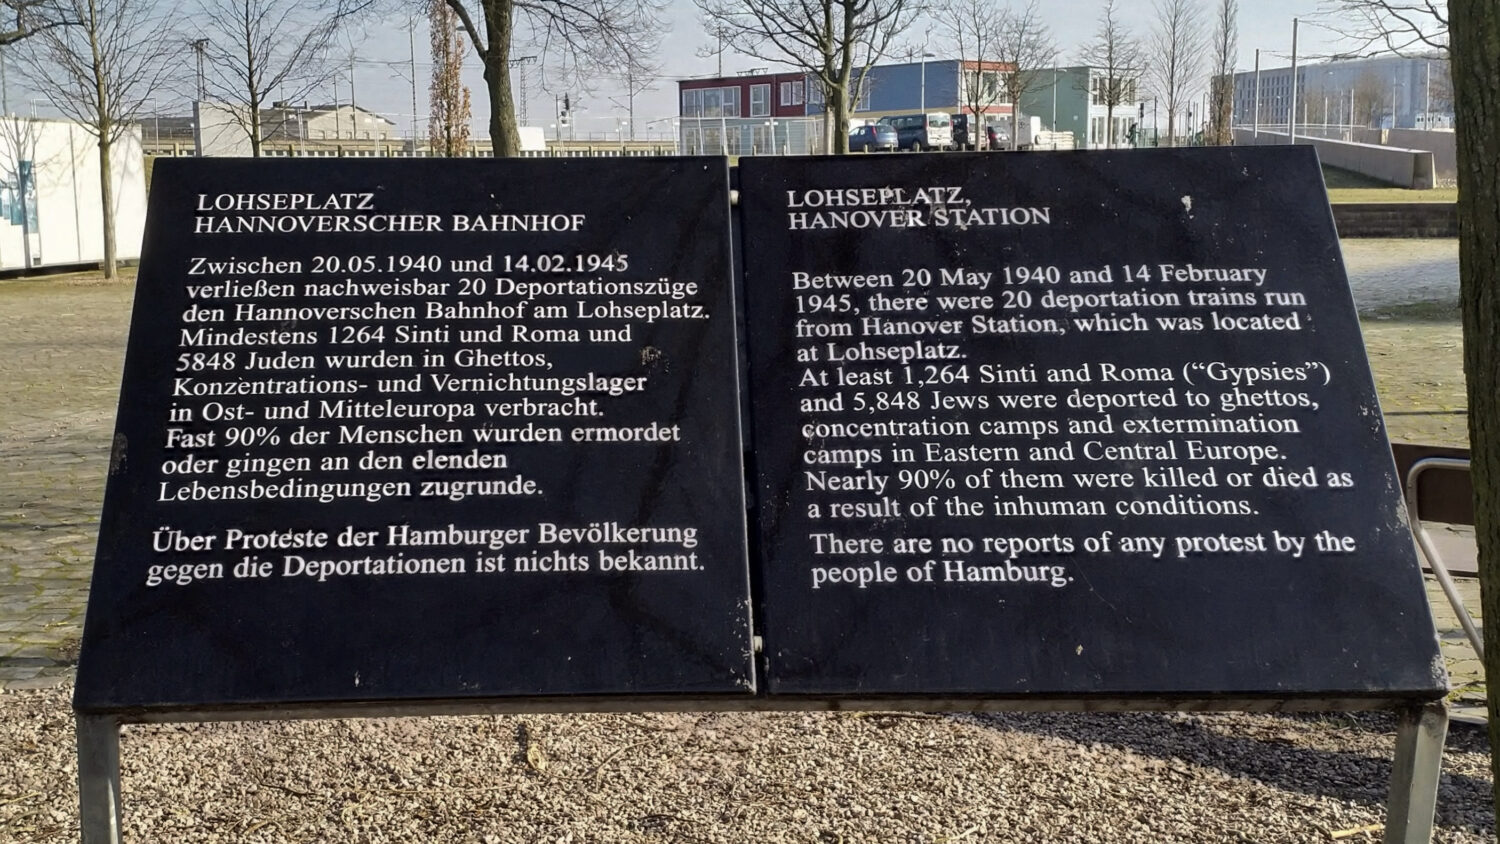 LOHSEPLATZ
HANNOVERSCHER BAHNHOF
Zwischen 20.05.1940 und 14.02.1945
verließen nachweisbar 20 Deportationszüge
den Hannoverschen Bahnhof am Lohseplatz.
Mindestens 1264 Sinti und Roma und
5848 Juden wurden in Ghettos,
Konzentrations- und Vernichtungslager
in Ost- und Mitteleuropa verbracht.
Fast 90% der Menschen wurden ermordet
oder gingen an den elenden
Lebensbedingungen zugrunde.
Über Proteste der Hamburger Bevölkerung
gegen die Deportationen ist nichts bekannt.
LOHSEPLATZ,
HANOVER STATION
Between 20 May 1940 and 14 February
1945, there were 20 deportation trains run
from Hanover Station, which was located
at Lohseplatz.
At least 1,264 Sinti and Roma (“Gypsies”)
and 5,848 Jews were deported to ghettos,
concentration camps and extermination
camps in Eastern and Central Europe.
Nearly 90% of them were killed or died as
a result of the inhuman conditions.
There are no reports of any protest by the
people of Hamburg.